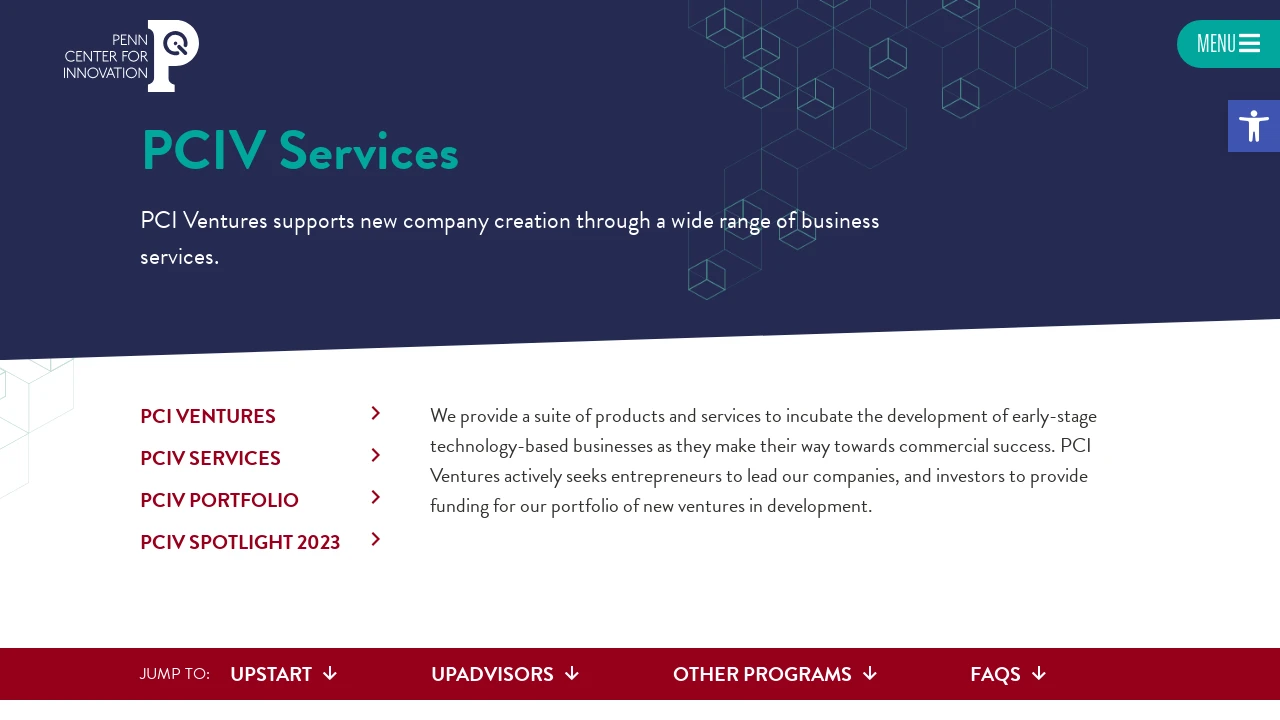 PENN
CENTER FOR
INNOVATION
MENU
PCIV Services
PCI Ventures supports new company creation through a wide range of business
services.
PCI VENTURES
PCIV SERVICES
PCIV PORTFOLIO
PCIV SPOTLIGHT 2023
We provide a suite of products and services to incubate the development of early-stage
technology-based businesses as they make their way towards commercial success. PCI
Ventures actively seeks entrepreneurs to lead our companies, and investors to provide
funding for our portfolio of new ventures in development.
JUMP TO: UPSTART UPADVISORS OTHER PROGRAMS FAQS